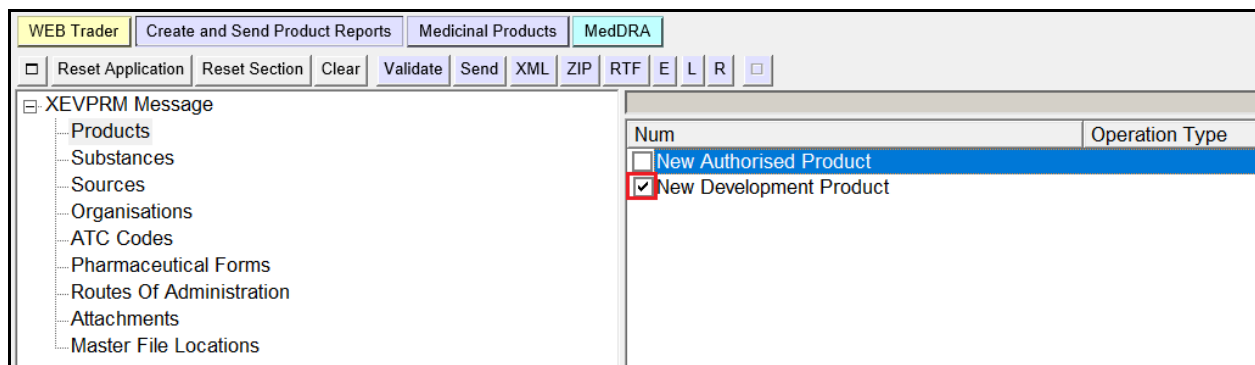 WEB Trader Create and Send Product Reports Medicinal Products MedDRA
Reset Application Reset Section Clear Validate Send XML ZIP RTF E L R
XEVPRM Message
Products
Substances
Sources
Organisations
ATC Codes
Pharmaceutical Forms
Routes Of Administration
Attachments
Master File Locations
Num Operation Type
New Authorised Product
New Development Product